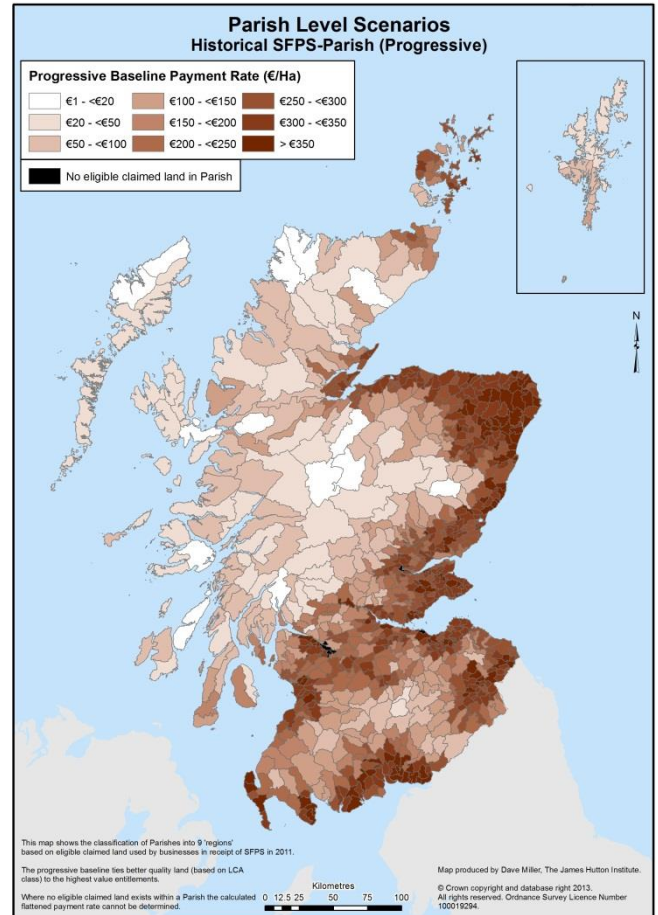 Parish Level Scenarios
Historical SFPS-Parish (Progressive)
Progressive Baseline Payment Rate (€/Ha)
€1 - <€20 €100 - <€150 €250 - <€300
€20 - <€50 €150 - <€200 €300 - <€350
€50 - <€100 €200 - <€250 > €350
No eligible claimed land in Parish
N
This map shows the classification of Parishes into 9 'regions'
based on eligible claimed land used by businesses in receipt of SFPS in 2011.
The progressive baseline ties better quality land (based on LCA
class) to the highest value entitlements.
Where no eligible claimed land exists within a Parish the calculated
flattened payment rate cannot be determined.
Kilometres
0 12.5 25 50 75 100
Map produced by Dave Miller, The James Hutton Institute.
© Crown copyright and database right 2013.
All rights reserved. Ordnance Survey Licence Number
100019294.